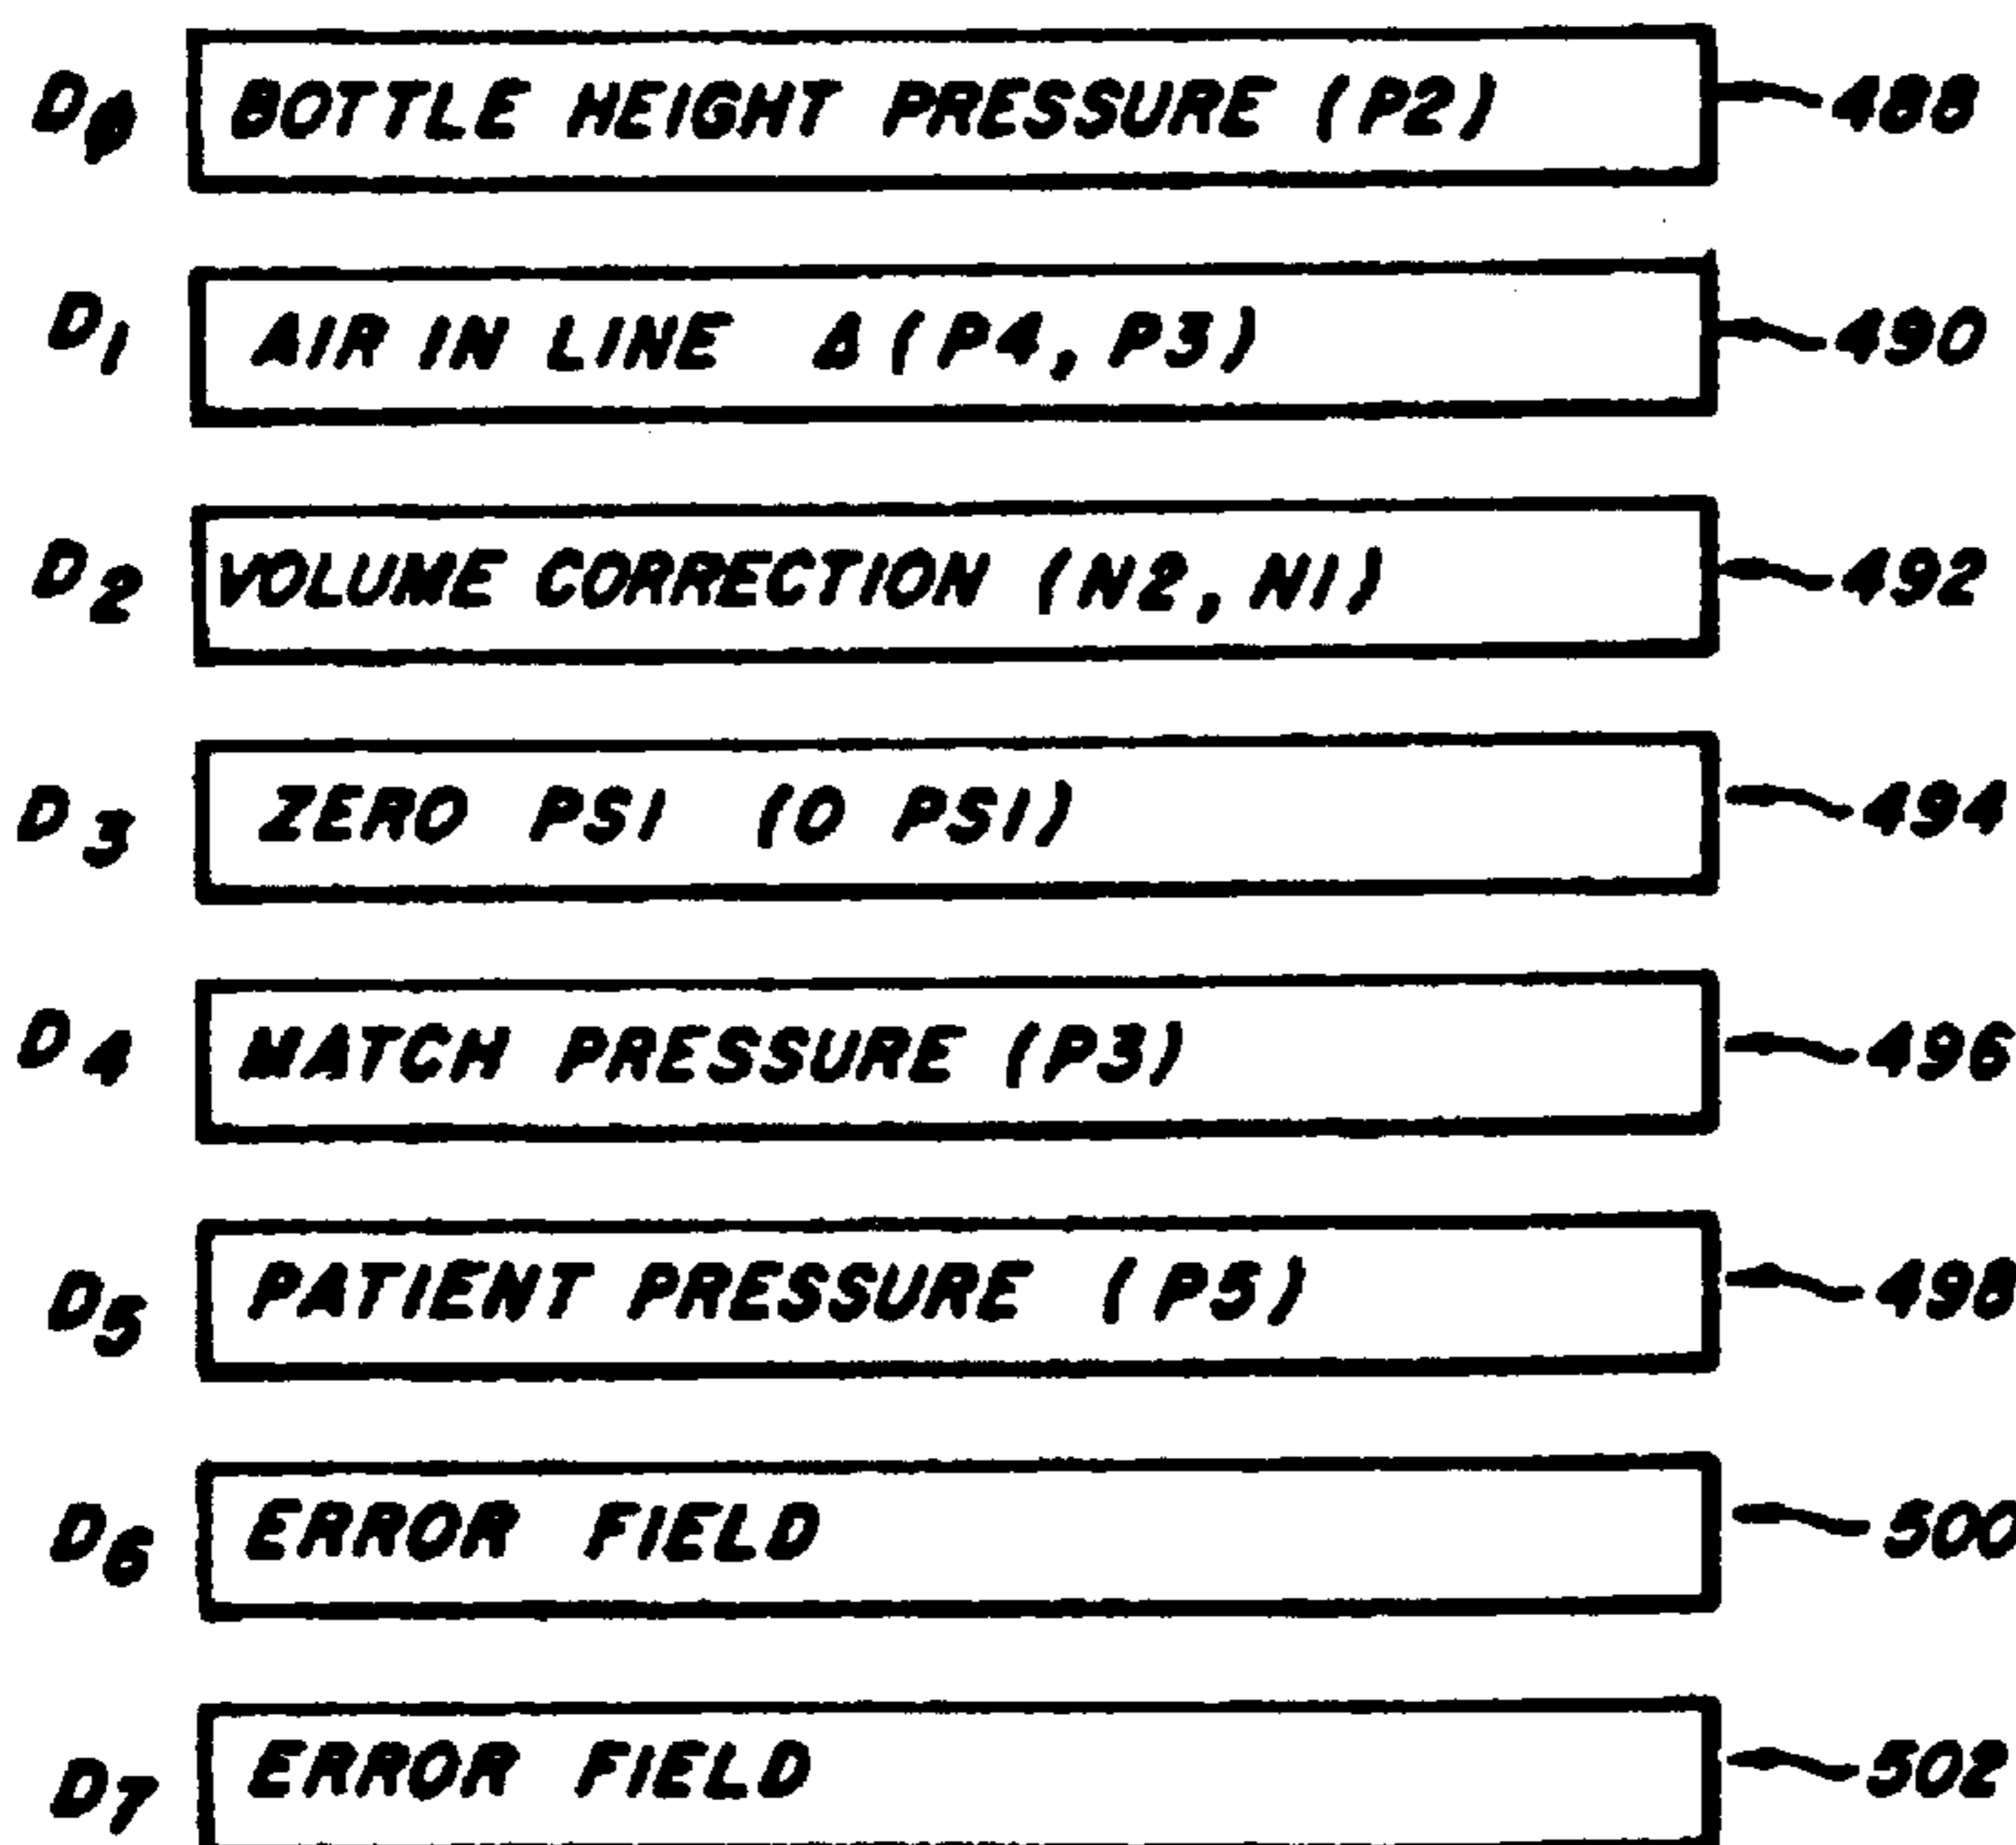 DØ BOTTLE HEIGHT PRESSURE (P2) 488
D1 AIR IN LINE Δ(P4, P3) 490
D2 VOLUME CORRECTION (N2, N1) 492
D3 ZERO PSI (0 PSI) 494
D4 MATCH PRESSURE (P3) 496
D5 PATIENT PRESSURE (P5) 498
D6 ERROR FIELD 500
D7 ERROR FIELD 502